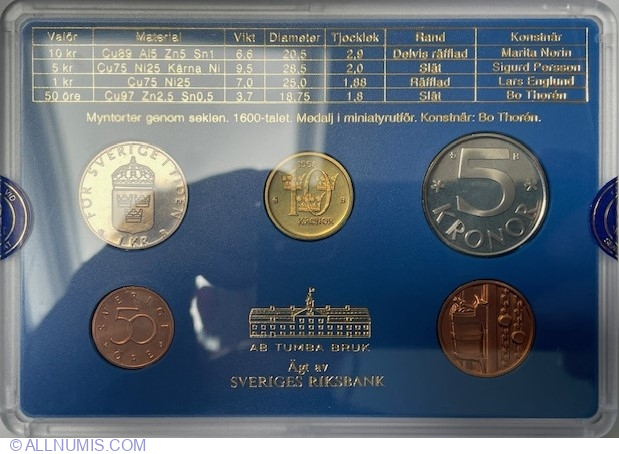 Valör Material Vikt Diameter Tjocklek Rand Konstnär
10 kr Cu89 Al5 Zn5 Sn1 6,6 20,5 2,9 Delvis räfflad Marita Norin
5 kr Cu75 Ni25 Kärna Ni 9,5 28,5 2,0 Slät Sigurd Persson
1 kr Cu75 Ni25 7,0 25,0 1,88 Räfflad Lars Englund
50 öre Cu97 Zn2,5 Sn0,5 3,7 18,75 1,8 Slät Bo Thorén
Myntorter genom seklen. 1600-talet. Medalj i miniatyrutför. Konstnär: Bo Thorén.
FÖR SVERIGE I TIDEN
1 KR
10
KRONOR
5
KRONOR
SVERIGE
50
ÖRE
AB TUMBA BRUK
Ägt av
SVERIGES RIKSBANK
© ALLNUMIS.COM